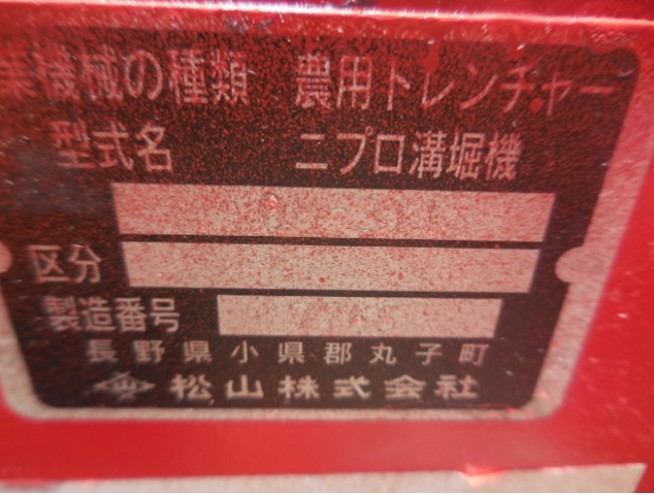 業機械の種類 農用トレンチャー
型式名 ニプロ溝堀機
区分
製造番号
長野県小県郡丸子町
松山株式会社